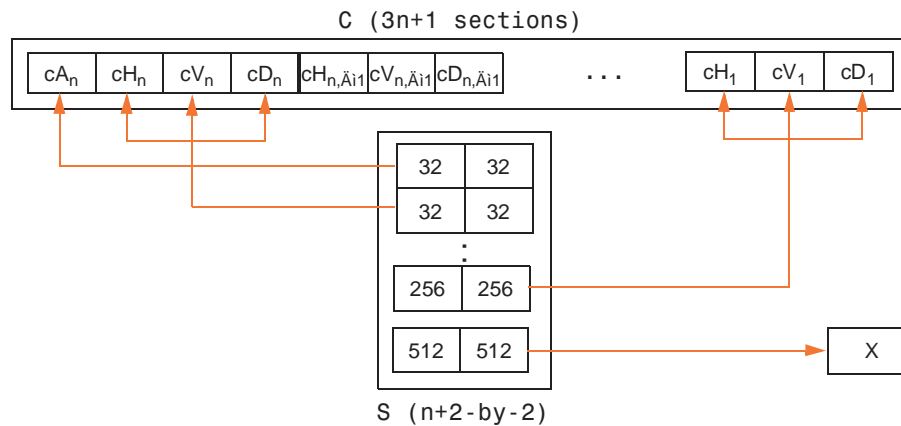 C (3n+1 sections)
cAn cHn cVn cDn cHn,Äì1 cVn,Äì1 cDn,Äì1 ... cH1 cV1 cD1
32 32
32 32
:
256 256
512 512 X
S (n+2-by-2)